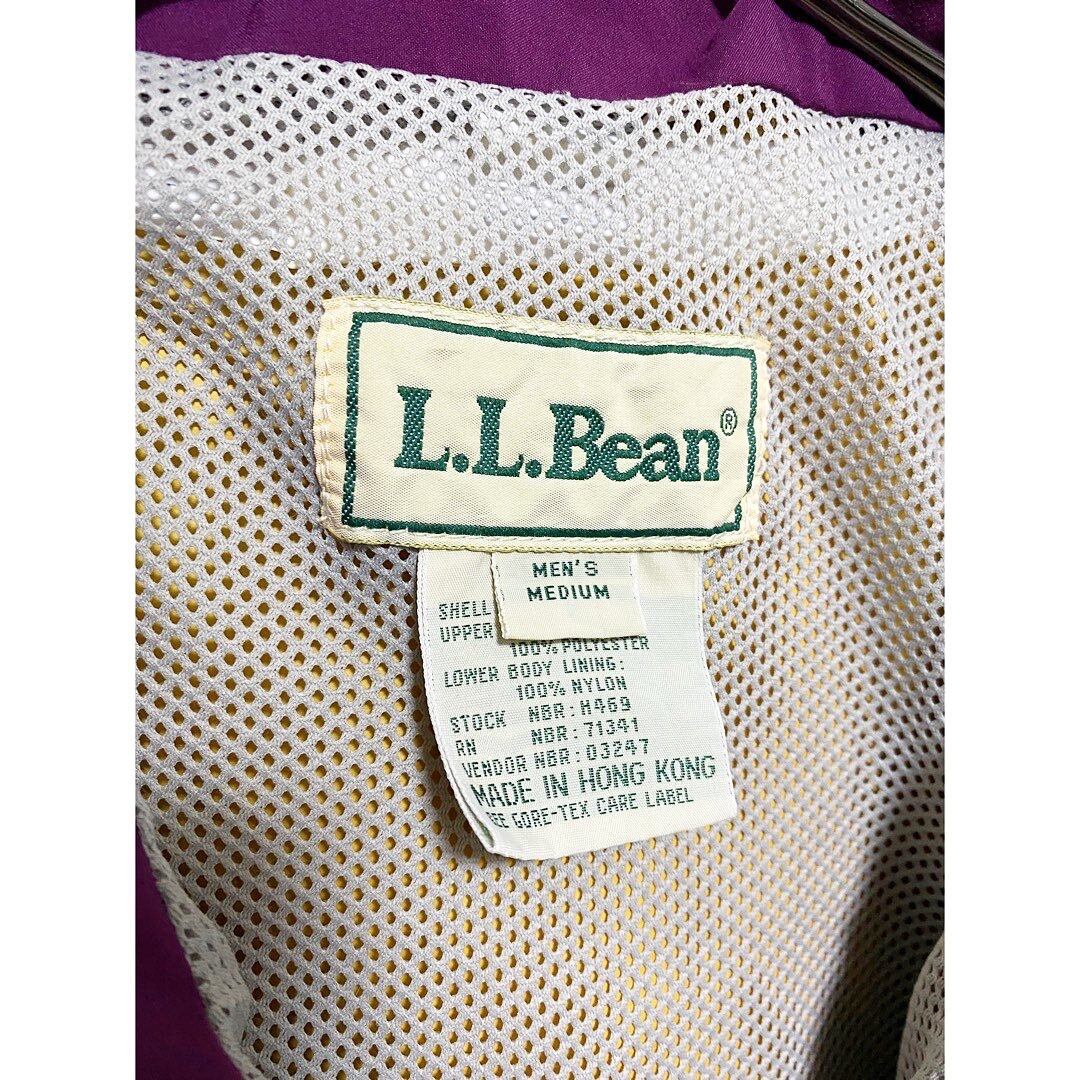 L.L.Bean®
MEN'S
MEDIUM
SHELL
UPPER
100% POLYESTER
LOWER BODY LINING:
100% NYLON
STOCK NBR: H469
RN NBR: 71341
VENDOR NBR: 03247
MADE IN HONG KONG
SEE GORE-TEX CARE LABEL